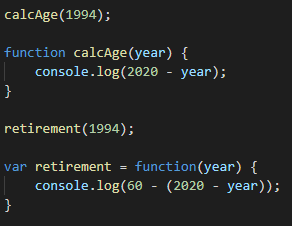 calcAge(1994);
function calcAge(year) {
    console.log(2020 - year);
}
retirement(1994);
var retirement = function(year) {
    console.log(60 - (2020 - year));
}